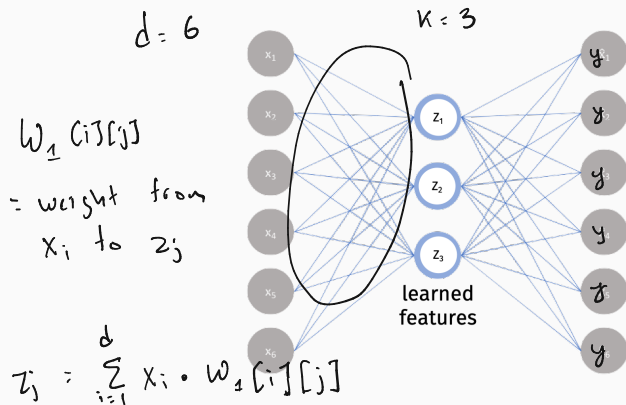 d = 6
K = 3
x₁
x₂
x₃
x₄
x₅
x₆
W₁ [i][j]
= weight from
xᵢ to zⱼ
z₁
z₂
z₃
learned
features
y
y
y
y
y
y
zⱼ = ∑ᵢ₌₁ᵈ xᵢ • W₁ [i][j]